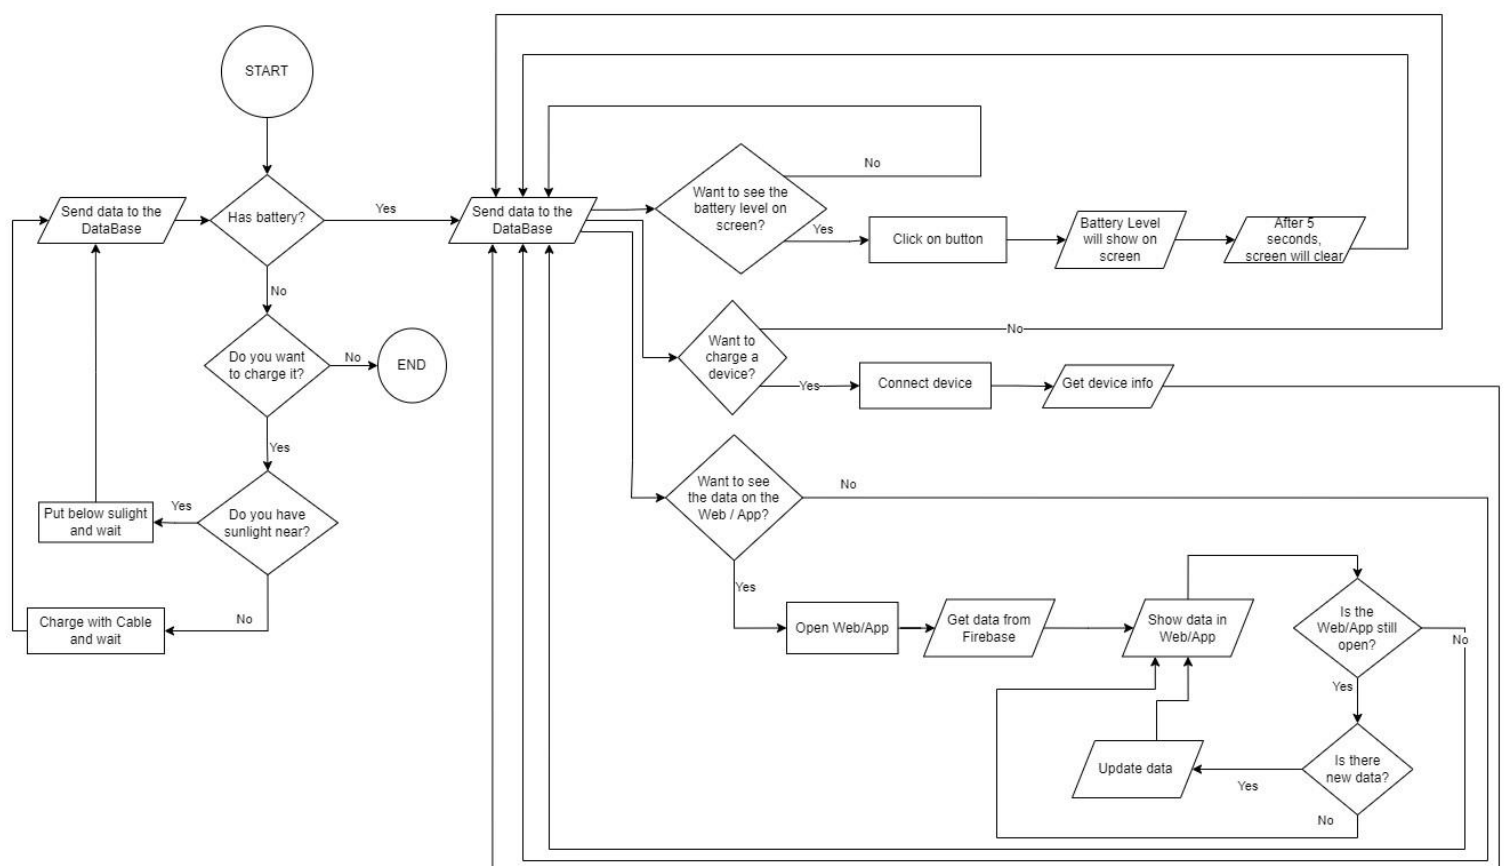 START
Send data to the
DataBase
Has battery?
Yes
No
Do you want
to charge it?
No
END
Yes
Do you have
sunlight near?
Yes
Put below sulight
and wait
No
Charge with Cable
and wait
Send data to the
DataBase
Want to see the
battery level on
screen?
No
Yes
Click on button
Battery Level
will show on
screen
After 5
seconds,
screen will clear
Want to
charge a
device?
No
Yes
Connect device
Get device info
Want to see
the data on the
Web / App?
No
Yes
Open Web/App
Get data from
Firebase
Show data in
Web/App
Is the
Web/App still
open?
No
Yes
Is there
new data?
Yes
Update data
No